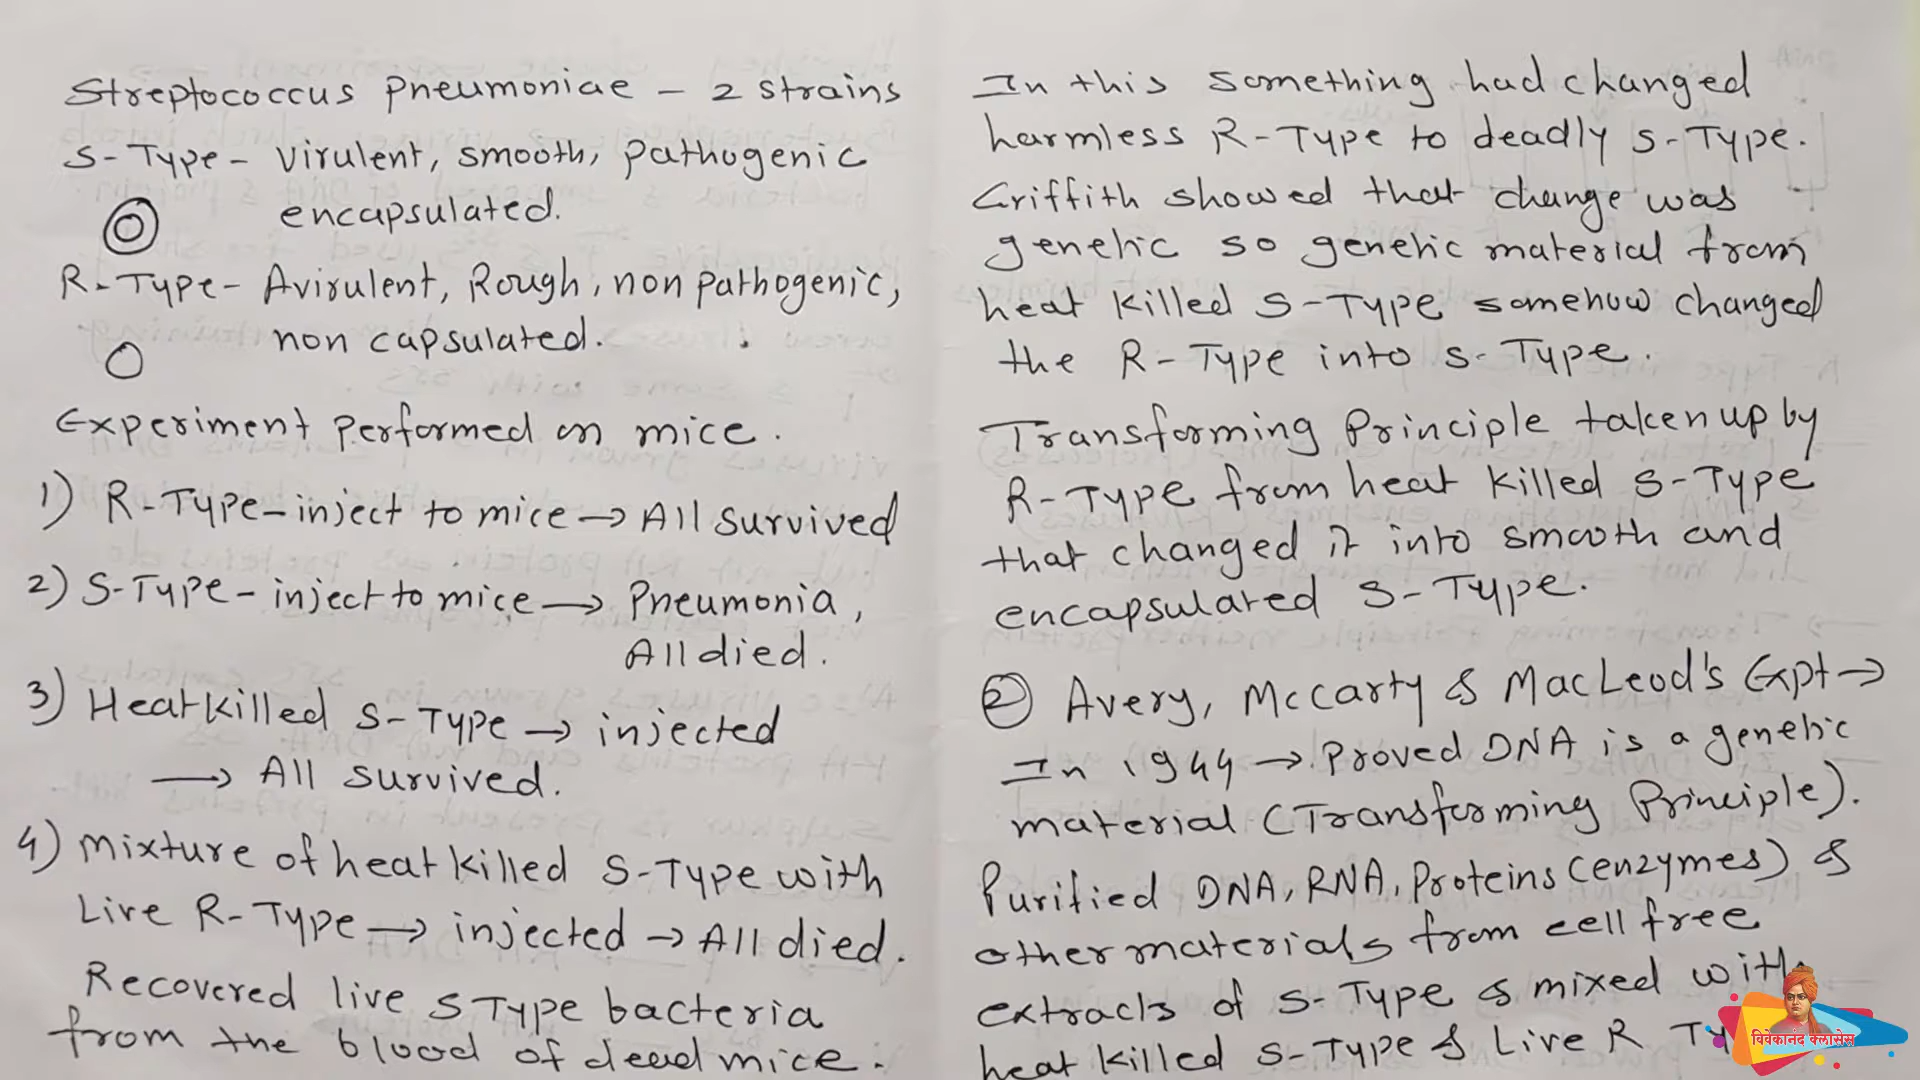 Streptococcus pneumoniae - 2 strains
S-Type - virulent, smooth, pathogenic
encapsulated.
R-Type - Avirulent, Rough, non pathogenic,
non capsulated.
Experiment performed on mice.
1) R-Type - inject to mice → All survived
2) S-Type - inject to mice → Pneumonia,
All died.
3) Heat killed S-Type → injected
→ All survived.
4) Mixture of heat killed S-Type with
Live R-Type → injected → All died.
Recovered live S Type bacteria
from the blood of dead mice.
In this something had changed
harmless R-Type to deadly S-Type.
Griffith showed that change was
genetic so genetic material from
heat killed S-Type somehow changed
the R-Type into S-Type.
Transforming Principle taken up by
R-Type from heat killed S-Type
that changed it into smooth and
encapsulated S-Type.
② Avery, McCarty & MacLeod's Expt →
In 1944 → Proved DNA is a genetic
material (Transforming Principle).
Purified DNA, RNA, Proteins (enzymes) &
other materials from cell free
extracts of S-Type & mixed with
heat killed S-Type & Live R Ty
विवेकानंद क्लासेस